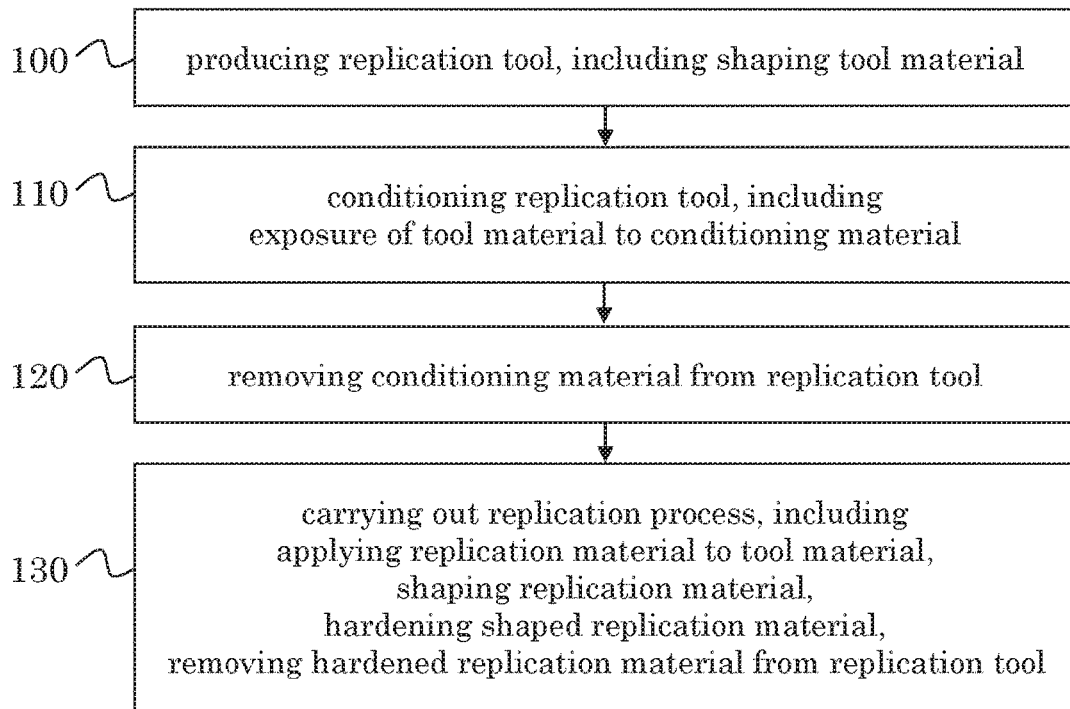 100
producing replication tool, including shaping tool material
110
conditioning replication tool, including
exposure of tool material to conditioning material
120
removing conditioning material from replication tool
130
carrying out replication process, including
applying replication material to tool material,
shaping replication material,
hardening shaped replication material,
removing hardened replication material from replication tool